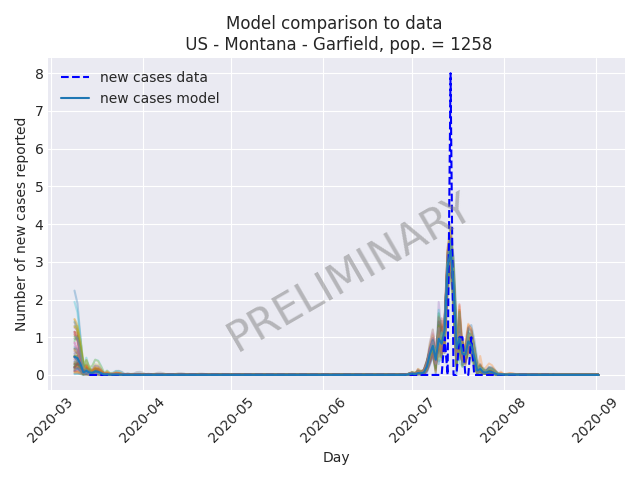 Model comparison to data
US - Montana - Garfield, pop. = 1258
new cases data
new cases model
Number of new cases reported
8
7
6
5
4
3
2
1
0
PRELIMINARY
2020-03
2020-04
2020-05
2020-06
2020-07
2020-08
2020-09
Day